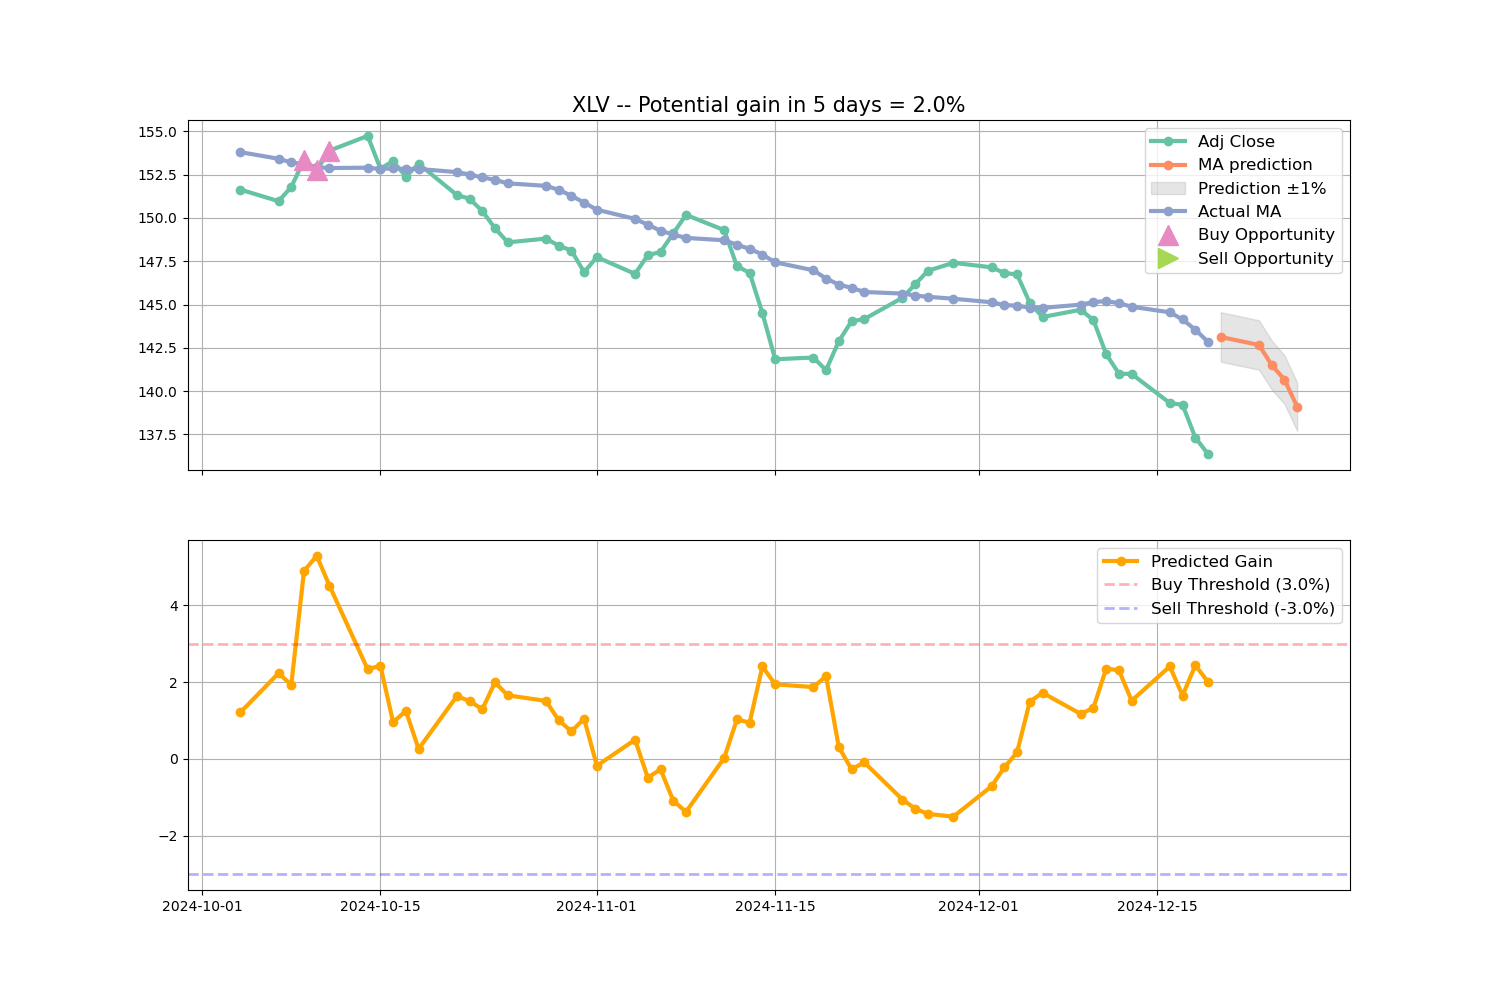 XLV -- Potential gain in 5 days = 2.0%
155.0
152.5
150.0
147.5
145.0
142.5
140.0
137.5
Adj Close
MA prediction
Prediction ±1%
Actual MA
Buy Opportunity
Sell Opportunity
4
2
0
−2
Predicted Gain
Buy Threshold (3.0%)
Sell Threshold (-3.0%)
2024-10-01 2024-10-15 2024-11-01 2024-11-15 2024-12-01 2024-12-15